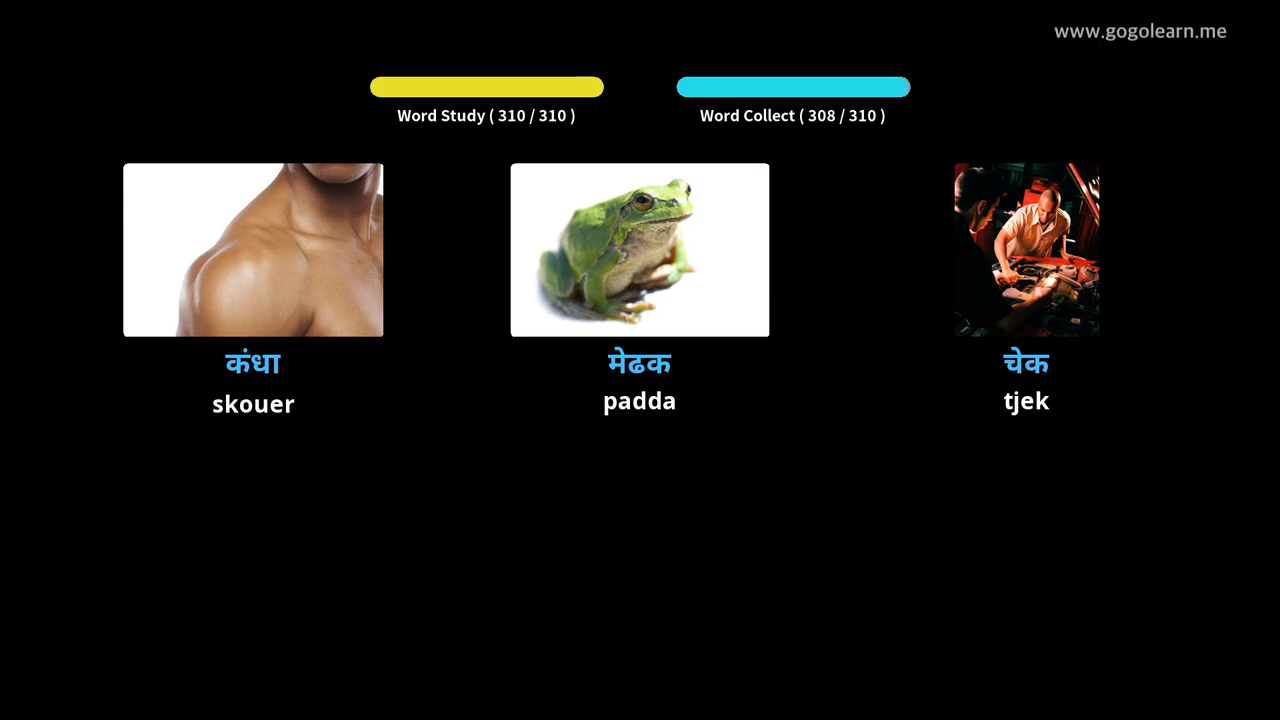 www.gogolearn.me
Word Study ( 310 / 310 )
Word Collect ( 308 / 310 )
कंधा
मेढक
चेक
skouer
padda
tjek